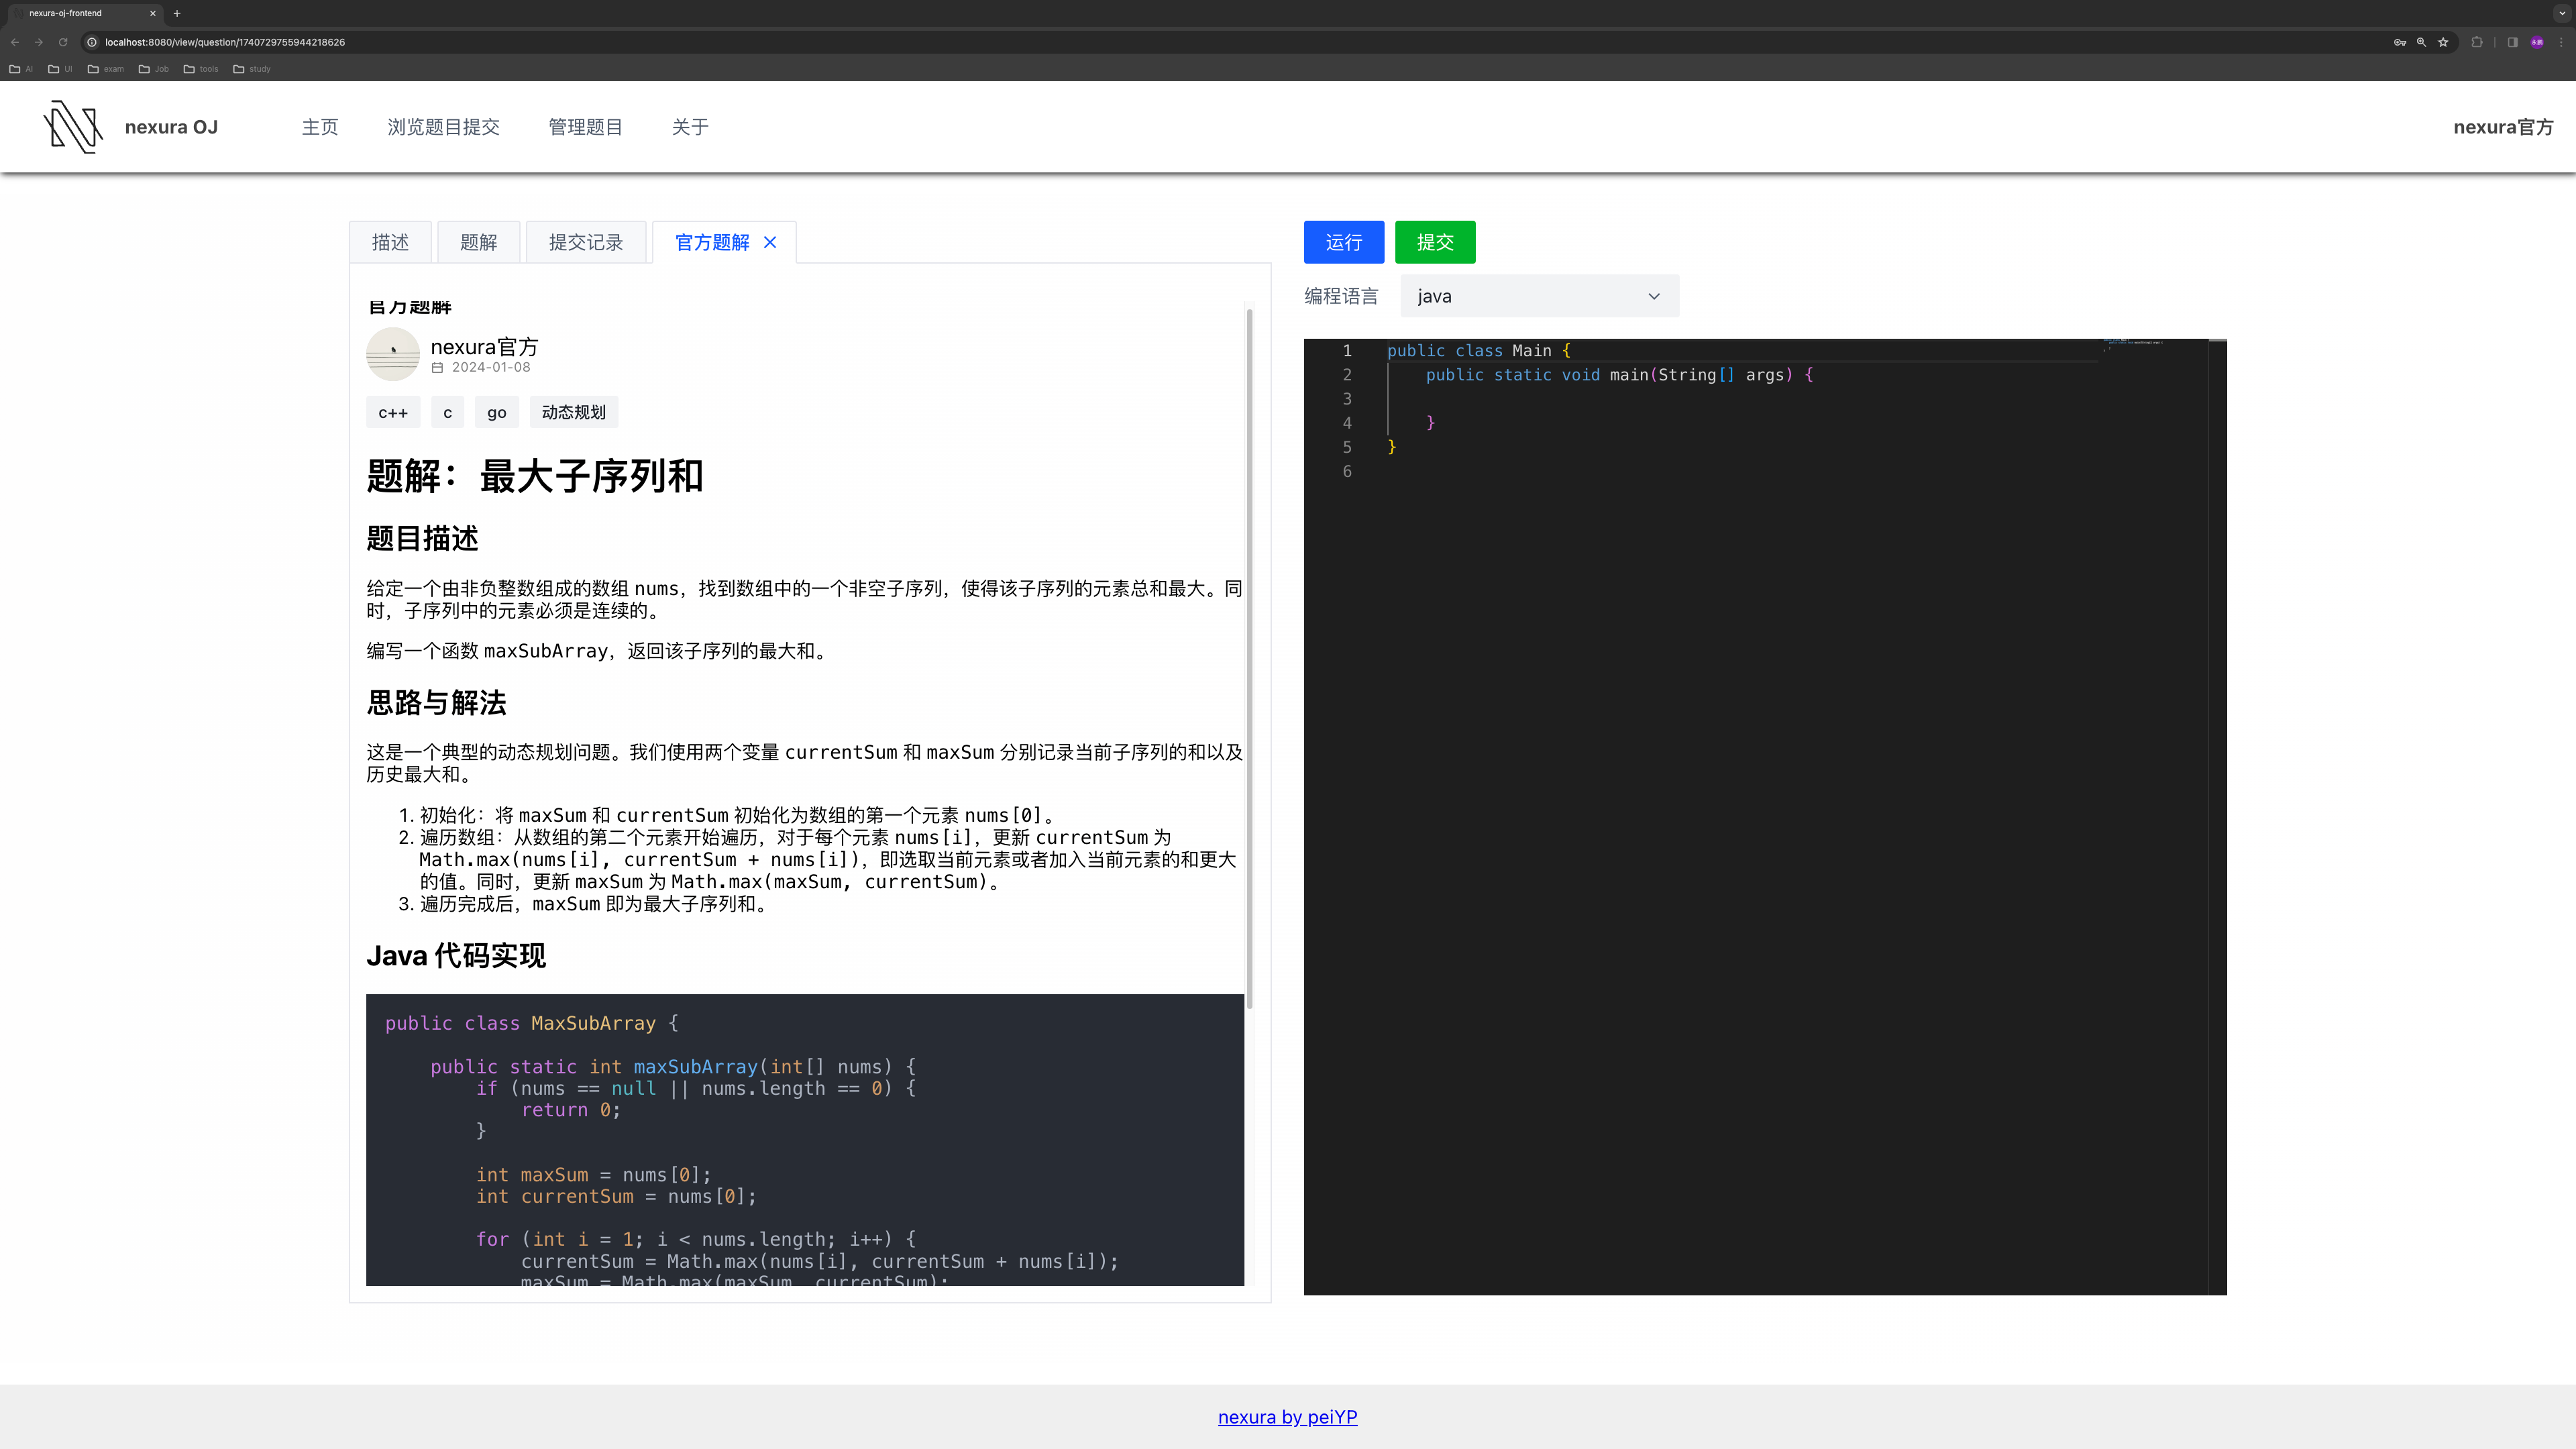 nexura-oj-frontend
localhost:8080/view/question/1740729755944218626
AI UI exam Job tools study
nexura OJ 主页 浏览题目提交 管理题目 关于 nexura官方
描述 题解 提交记录 官方题解
官方题解
nexura官方
2024-01-08
c++ c go 动态规划
题解：最大子序列和
题目描述
给定一个由非负整数组成的数组 nums，找到数组中的一个非空子序列，使得该子序列的元素总和最大。同
时，子序列中的元素必须是连续的。
编写一个函数 maxSubArray，返回该子序列的最大和。
思路与解法
这是一个典型的动态规划问题。我们使用两个变量 currentSum 和 maxSum 分别记录当前子序列的和以及
历史最大和。
1. 初始化：将 maxSum 和 currentSum 初始化为数组的第一个元素 nums[0]。
2. 遍历数组：从数组的第二个元素开始遍历，对于每个元素 nums[i]，更新 currentSum 为
Math.max(nums[i], currentSum + nums[i])，即选取当前元素或者加入当前元素的和更大
的值。同时，更新 maxSum 为 Math.max(maxSum, currentSum)。
3. 遍历完成后，maxSum 即为最大子序列和。
Java 代码实现
public class MaxSubArray {
public static int maxSubArray(int[] nums) {
if (nums == null || nums.length == 0) {
return 0;
}
int maxSum = nums[0];
int currentSum = nums[0];
for (int i = 1; i < nums.length; i++) {
currentSum = Math.max(nums[i], currentSum + nums[i]);
maxSum = Math.max(maxSum, currentSum);
运行 提交
编程语言 java
1 public class Main {
2 public static void main(String[] args) {
3
4 }
5 }
6
nexura by peiYP